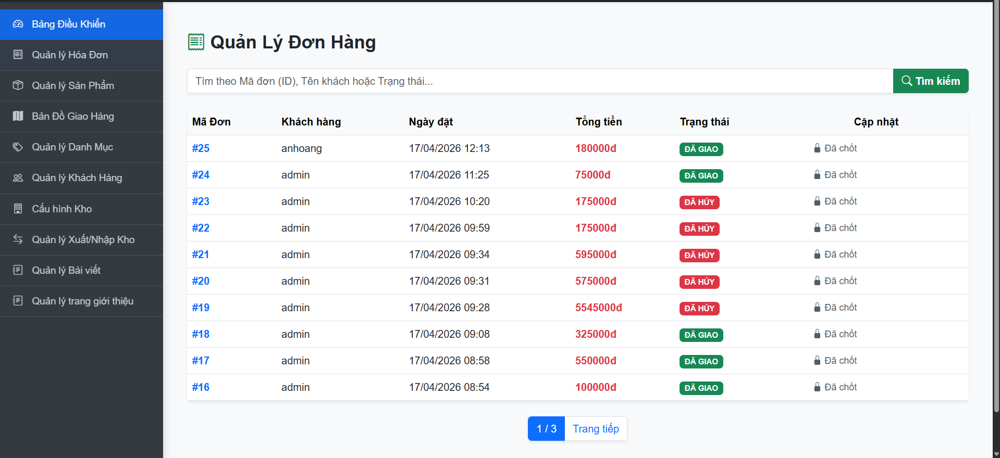 Bảng Điều Khiển
Quản lý Hóa Đơn
Quản lý Sản Phẩm
Bản Đồ Giao Hàng
Quản lý Danh Mục
Quản lý Khách Hàng
Cấu hình Kho
Quản lý Xuất/Nhập Kho
Quản lý Bài viết
Quản lý trang giới thiệu
Quản Lý Đơn Hàng
Tìm theo Mã đơn (ID), Tên khách hoặc Trạng thái... Tìm kiếm
Mã Đơn Khách hàng Ngày đặt Tổng tiền Trạng thái Cập nhật
#25 anhoang 17/04/2026 12:13 180000đ ĐÃ GIAO Đã chốt
#24 admin 17/04/2026 11:25 75000đ ĐÃ GIAO Đã chốt
#23 admin 17/04/2026 10:20 175000đ ĐÃ HỦY Đã chốt
#22 admin 17/04/2026 09:59 175000đ ĐÃ HỦY Đã chốt
#21 admin 17/04/2026 09:34 595000đ ĐÃ HỦY Đã chốt
#20 admin 17/04/2026 09:31 575000đ ĐÃ HỦY Đã chốt
#19 admin 17/04/2026 09:28 5545000đ ĐÃ HỦY Đã chốt
#18 admin 17/04/2026 09:08 325000đ ĐÃ GIAO Đã chốt
#17 admin 17/04/2026 08:58 550000đ ĐÃ GIAO Đã chốt
#16 admin 17/04/2026 08:54 100000đ ĐÃ GIAO Đã chốt
1 / 3 Trang tiếp